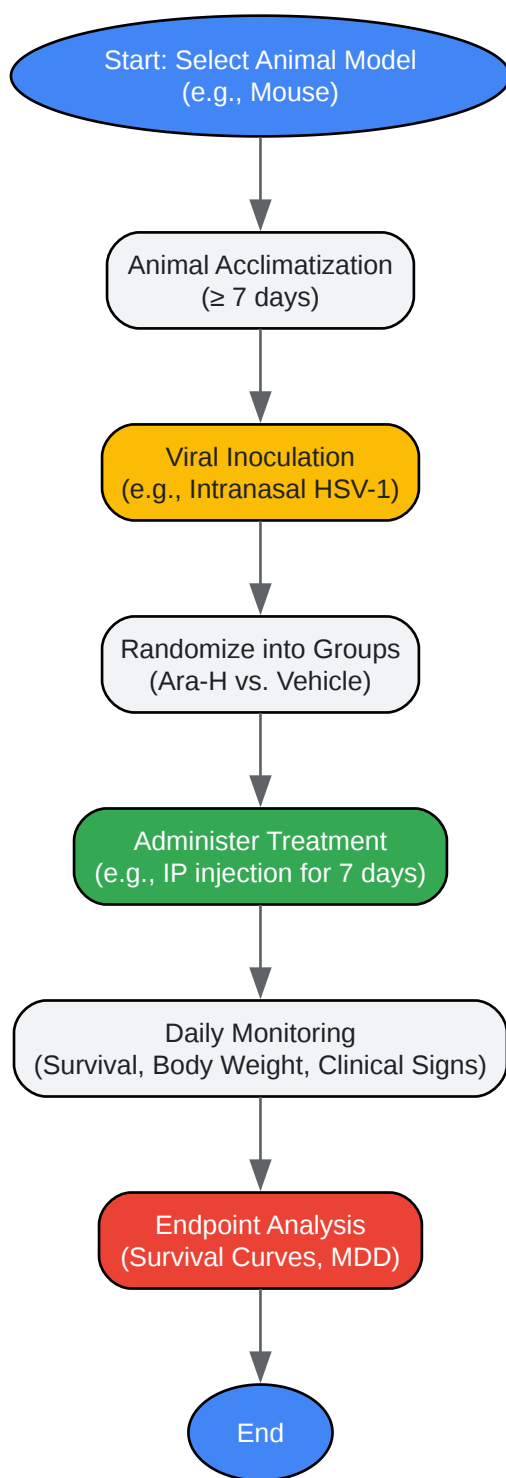 Start: Select Animal Model
(e.g., Mouse)
Animal Acclimatization
(≥ 7 days)
Viral Inoculation
(e.g., Intranasal HSV-1)
Randomize into Groups
(Ara-H vs. Vehicle)
Administer Treatment
(e.g., IP injection for 7 days)
Daily Monitoring
(Survival, Body Weight, Clinical Signs)
Endpoint Analysis
(Survival Curves, MDD)
End